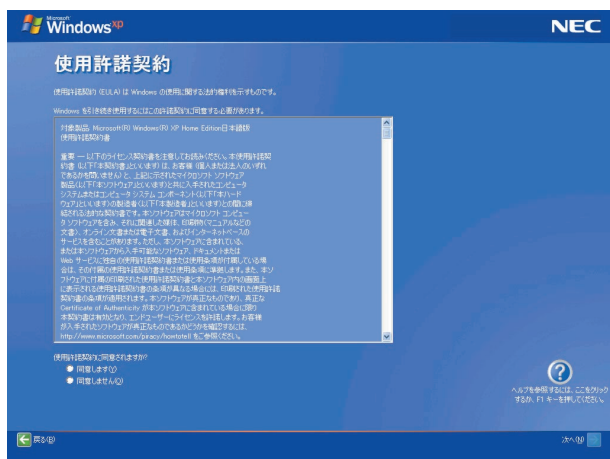 Microsoft
Windows xp
NEC
使用許諾契約
使用許諾契約 (EULA) は Windows の使用に関する法的権利を示すものです。
Windows を引き続き使用するにはこの許諾契約に同意する必要があります。
対象製品 Microsoft(R) Windows(R) XP Home Edition日本語版
使用許諾契約書
重要 ― 以下のライセンス契約書を注意してお読みください。本使用許諾契
約書 (以下「本契約書」といいます) は、お客様 (個人または法人のいずれ
であるかを問いません) と、上記に示されたマイクロソフト ソフトウェア
製品(以下「本ソフトウェア」といいます)と共に入手されたコンピュータ
システムまたはコンピュータ システム コンポーネント(以下「本ハード
ウェア」といいます)の製造者(以下「本製造者」といいます)との間に締
結される法的な契約書です。本ソフトウェアはマイクロソフト コンピュー
タ ソフトウェアを含み、それに関連した媒体、印刷物(マニュアルなどの
文書)、オンライン文書または電子文書、およびインターネットベースの
サービスを含むことがあります。ただし、本ソフトウェアに含まれている、
または本ソフトウェアから入手可能なソフトウェア、ドキュメントまたは
Web サービスに独自の使用許諾契約書または使用条項が付属している場
合は、その付属の使用許諾契約書または使用条項に準拠します。また、本ソ
フトウェアに付属の印刷された使用許諾契約書と本ソフトウェア内の画面上
に表示される使用許諾契約書の条項が異なる場合には、印刷された使用許諾
契約書の条項が適用されます。本ソフトウェアが真正なものであり、真正な
Certificate of Authenticity が本ソフトウェアに含まれている場合に限り
本契約書は有効となり、エンドユーザーにライセンスを許諾します。お客様
が入手されたソフトウェアが真正なものであるかどうかを確認するには、
http://www.microsoft.com/piracy/howtotell をご参照ください。
使用許諾契約に同意されますか?
同意します(Y)
同意しません(Q)
ヘルプを参照するには、ここをクリック
するか、F1 キーを押してください。
戻る(B)
次へ(N)